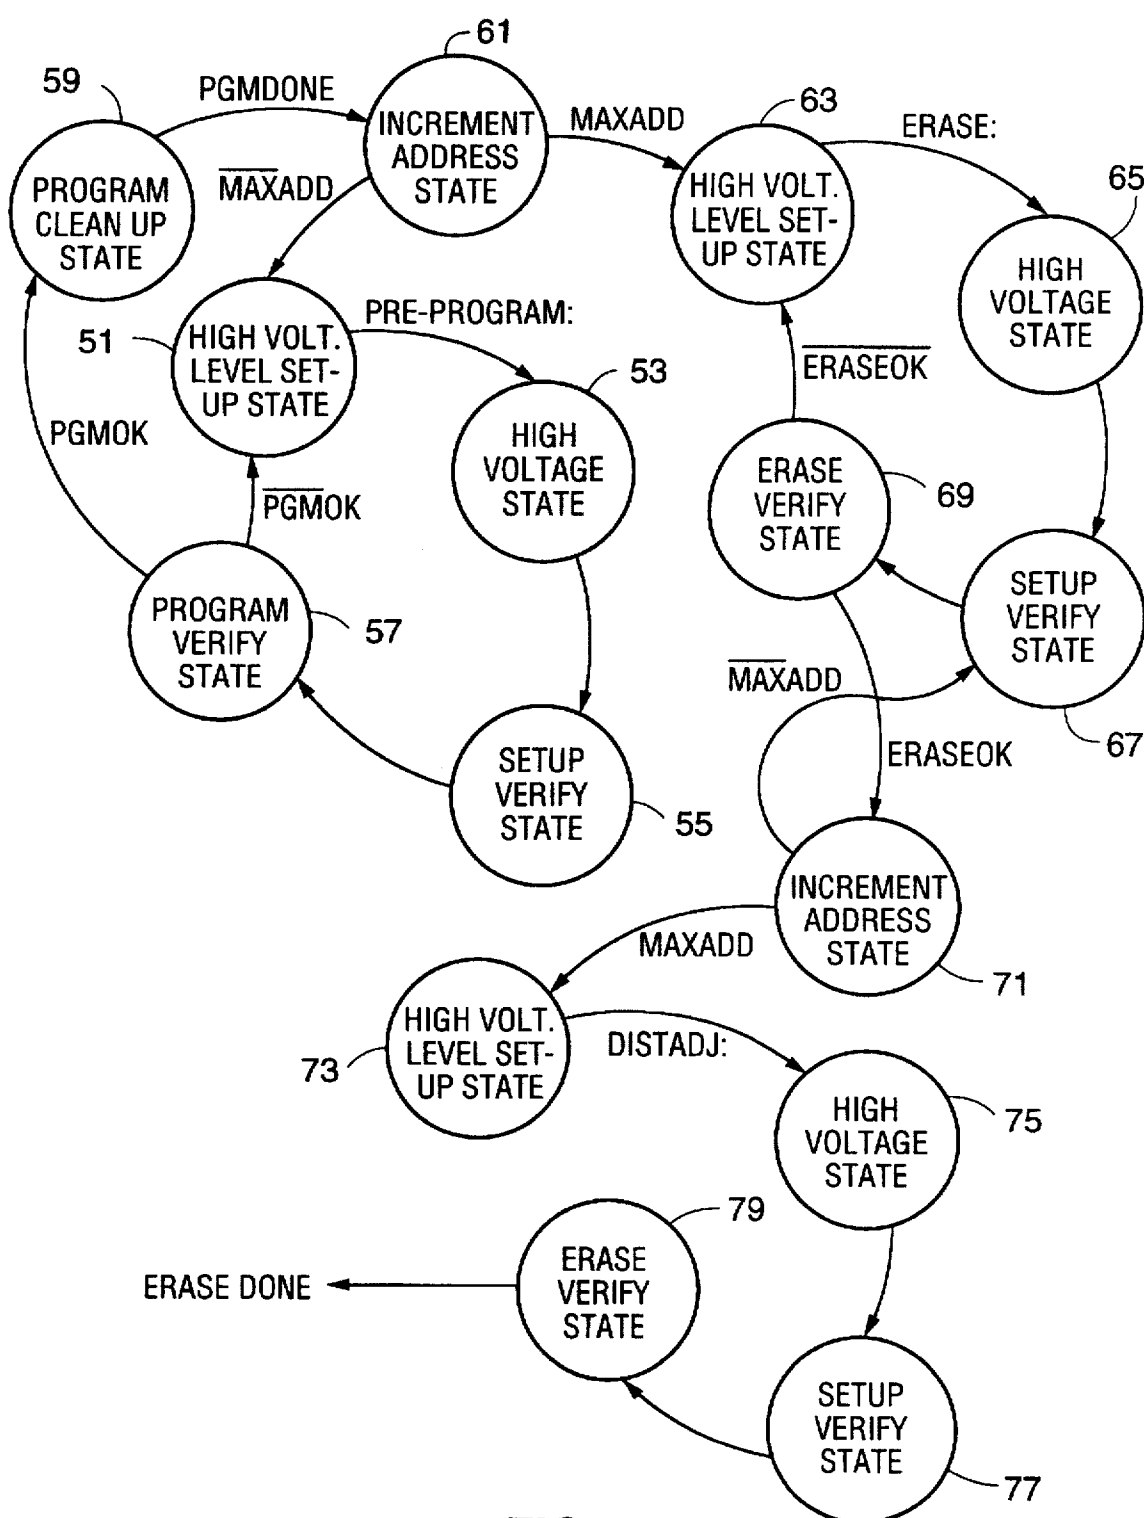 61
59
PGMDONE
INCREMENT
ADDRESS
STATE
MAXADD
63
ERASE:
65
PROGRAM
CLEAN UP
STATE
MAXADD
HIGH VOLT.
LEVEL SET-
UP STATE
HIGH
VOLTAGE
STATE
51
HIGH VOLT.
LEVEL SET-
UP STATE
PRE-PROGRAM:
53
ERASEOK
PGMOK
HIGH
VOLTAGE
STATE
ERASE
VERIFY
STATE
69
PGMOK
PROGRAM
VERIFY
STATE
57
SETUP
VERIFY
STATE
67
MAXADD
ERASEOK
SETUP
VERIFY
STATE
55
INCREMENT
ADDRESS
STATE
71
MAXADD
HIGH VOLT.
LEVEL SET-
UP STATE
73
DISTADJ:
HIGH
VOLTAGE
STATE
75
79
ERASE
VERIFY
STATE
ERASE DONE
SETUP
VERIFY
STATE
77